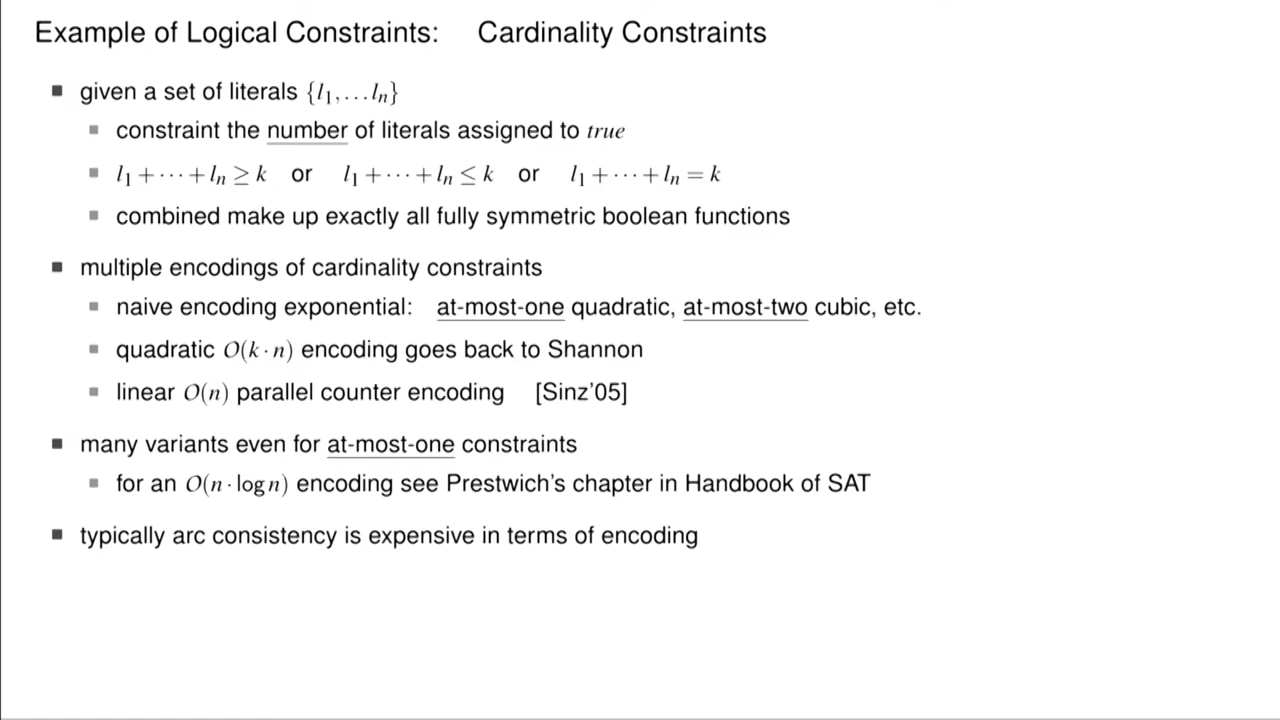 Example of Logical Constraints: Cardinality Constraints
given a set of literals {l₁, … lₙ}
constraint the number of literals assigned to true
l₁ + ⋯ + lₙ ≥ k or l₁ + ⋯ + lₙ ≤ k or l₁ + ⋯ + lₙ = k
combined make up exactly all fully symmetric boolean functions
multiple encodings of cardinality constraints
naive encoding exponential: at-most-one quadratic, at-most-two cubic, etc.
quadratic O(k · n) encoding goes back to Shannon
linear O(n) parallel counter encoding [Sinz’05]
many variants even for at-most-one constraints
for an O(n · log n) encoding see Prestwich’s chapter in Handbook of SAT
typically arc consistency is expensive in terms of encoding